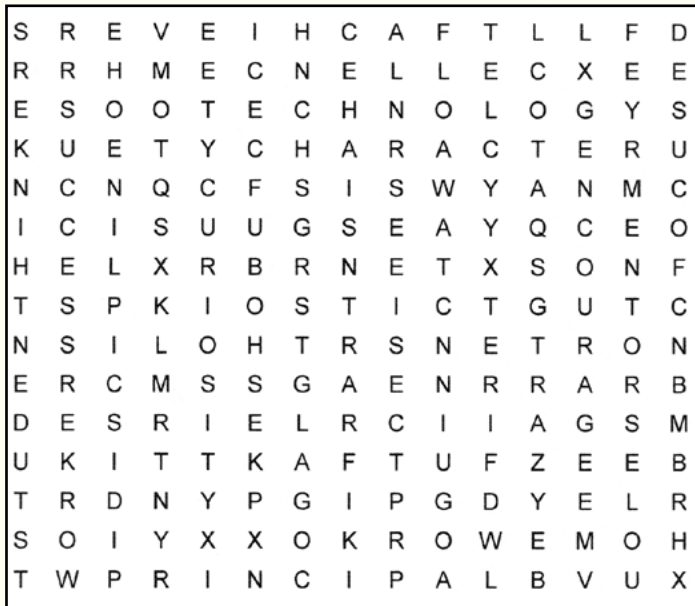 S R E V E I H C A F T L L F D
R R H M E C N E L L E C X E E
E S O O T E C H N O L O G Y S
K U E T Y C H A R A C T E R U
N C N Q C F S I S W Y A N M C
I C I S U U G S E A Y Q C E O
H E L X R B R N E T X S O N F
T S P K I O S T I C T G U T C
N S I L O H T R S N E T R O N
E R C M S S G A E N R R A R B
D E S R I E L R C I I A G S M
U K I T T K A F T U F Z E E B
T R D N Y P G I P G D Y E L R
S O I Y X X O K R O W E M O H
T W P R I N C I P A L B V U X